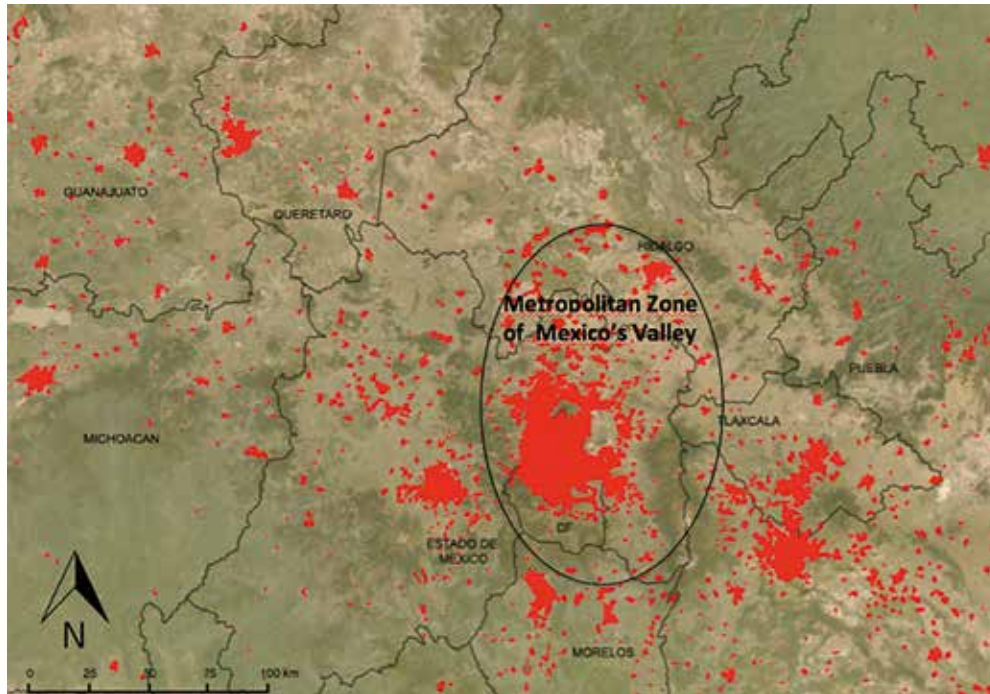 GUANAJUATO
QUERETARO
HIDALGO
Metropolitan Zone
of Mexico's Valley
PUEBLA
TLAXCALA
MICHOACAN
DF
ESTADO DE
MEXICO
MORELOS
N
0 25 50 100 Km